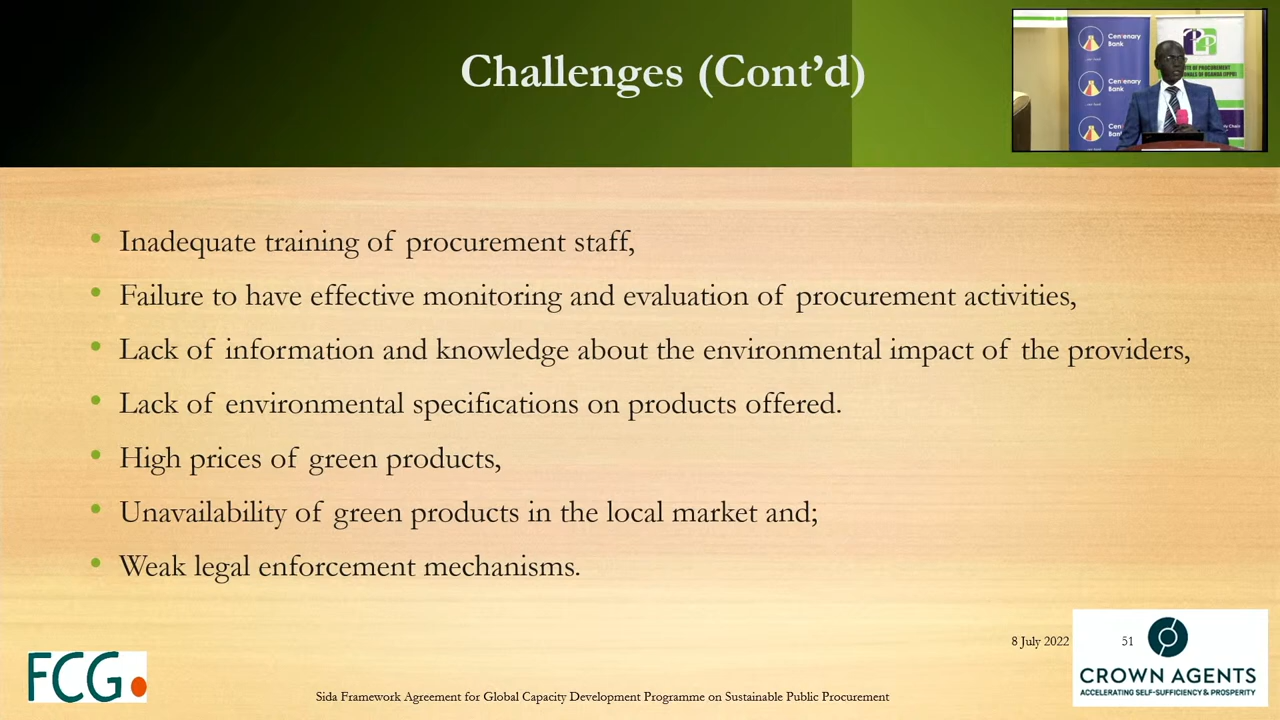 Challenges (Cont’d)
Centenary
Bank
Centenary
Bank
Cen
Ban
OF PROCUREMENT
Inadequate training of procurement staff,
Failure to have effective monitoring and evaluation of procurement activities,
Lack of information and knowledge about the environmental impact of the providers,
Lack of environmental specifications on products offered.
High prices of green products,
Unavailability of green products in the local market and;
Weak legal enforcement mechanisms.
8 July 2022
51
FCG.
CROWN AGENTS
ACCELERATING SELF-SUFFICIENCY & PROSPERITY
Sida Framework Agreement for Global Capacity Development Programme on Sustainable Public Procurement